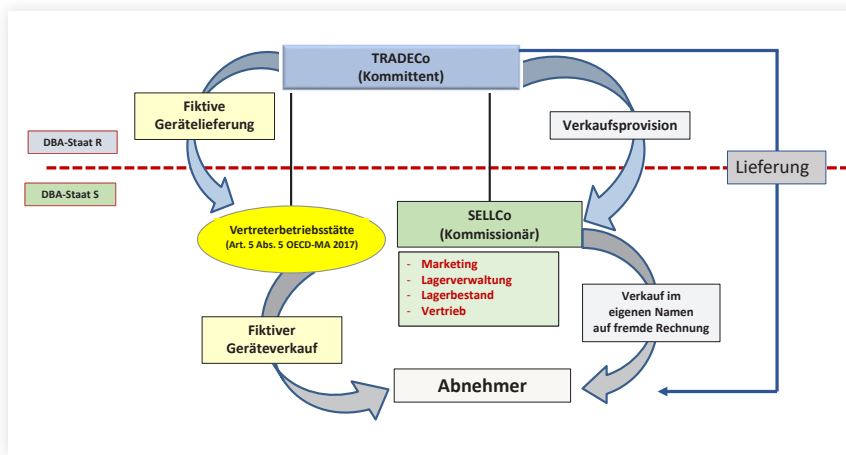 TRADECo
(Kommittent)
Fiktive
Gerätelieferung
Verkaufsprovision
DBA-Staat R
Lieferung
DBA-Staat S
Vertreterbetriebsstätte
(Art. 5 Abs. 5 OECD-MA 2017)
SELLCo
(Kommissionär)
- Marketing
- Lagerverwaltung
- Lagerbestand
- Vertrieb
Verkauf im
eigenen Namen
auf fremde Rechnung
Fiktiver
Geräteverkauf
Abnehmer